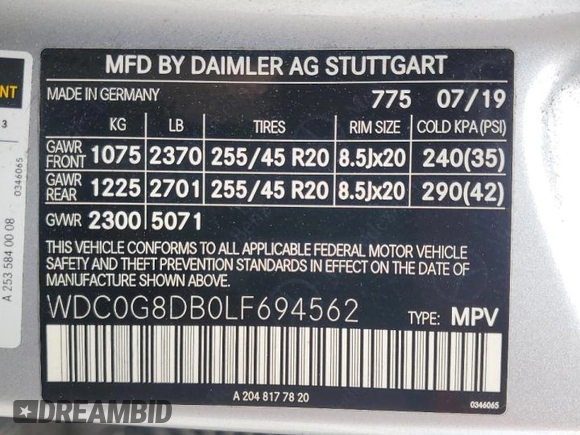 MFD BY DAIMLER AG STUTTGART
MADE IN GERMANY 775 07/19
KG LB TIRES RIM SIZE COLD KPA (PSI)
GAWR FRONT 1075 2370 255/45 R20 8.5Jx20 240(35)
GAWR REAR 1225 2701 255/45 R20 8.5Jx20 290(42)
GVWR 2300 5071
THIS VEHICLE CONFORMS TO ALL APPLICABLE FEDERAL MOTOR VEHICLE
SAFETY AND THEFT PREVENTION STANDARDS IN EFFECT ON THE DATE
OF MANUFACTURE SHOWN ABOVE.
WDC0G8DB0LF694562 TYPE: MPV
A 204 817 78 20
0346065
A 253 584 00 08
0346065
3
DREAMBID